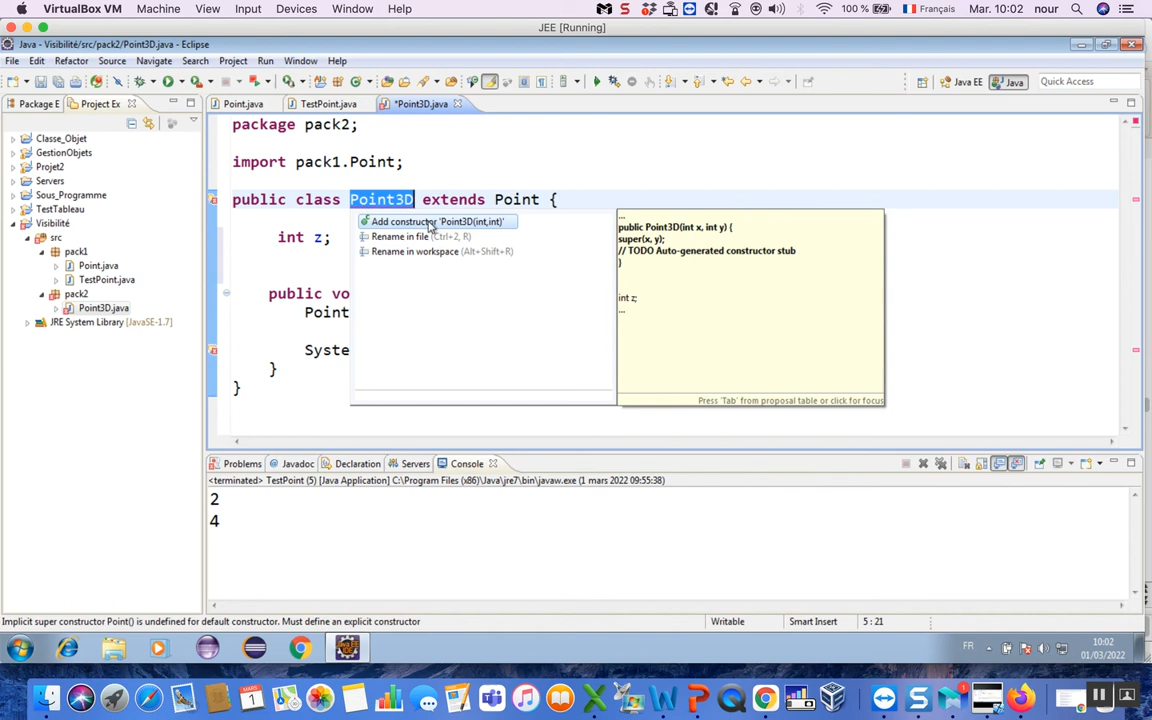 VirtualBox VM Machine View Input Devices Window Help 100 % Français Mar. 10:02 nour
JEE [Running]
Java - Visibilité/src/pack2/Point3D.java - Eclipse
File Edit Refactor Source Navigate Search Project Run Window Help
Java EE Java Quick Access
Package E Project Ex Point.java TestPoint.java *Point3D.java
Classe_Objet
GestionObjets
Projet2
Servers
Sous_Programme
TestTableau
Visibilité
src
pack1
Point.java
TestPoint.java
pack2
Point3D.java
JRE System Library [JavaSE-1.7]
package pack2;
import pack1.Point;
public class Point3D extends Point {
int z;
public vo
Point
Syste
}
}
Add constructor 'Point3D(int,int)'
Rename in file (Ctrl+2, R)
Rename in workspace (Alt+Shift+R)
...
public Point3D(int x, int y) {
super(x, y);
// TODO Auto-generated constructor stub
}
int z;
...
Press 'Tab' from proposal table or click for focus
Problems Javadoc Declaration Servers Console
<terminated> TestPoint (5) [Java Application] C:\Program Files (x86)\Java\jre7\bin\javaw.exe (1 mars 2022 09:55:38)
2
4
Implicit super constructor Point() is undefined for default constructor. Must define an explicit constructor Writable Smart Insert 5 : 21
FR 10:02
01/03/2022